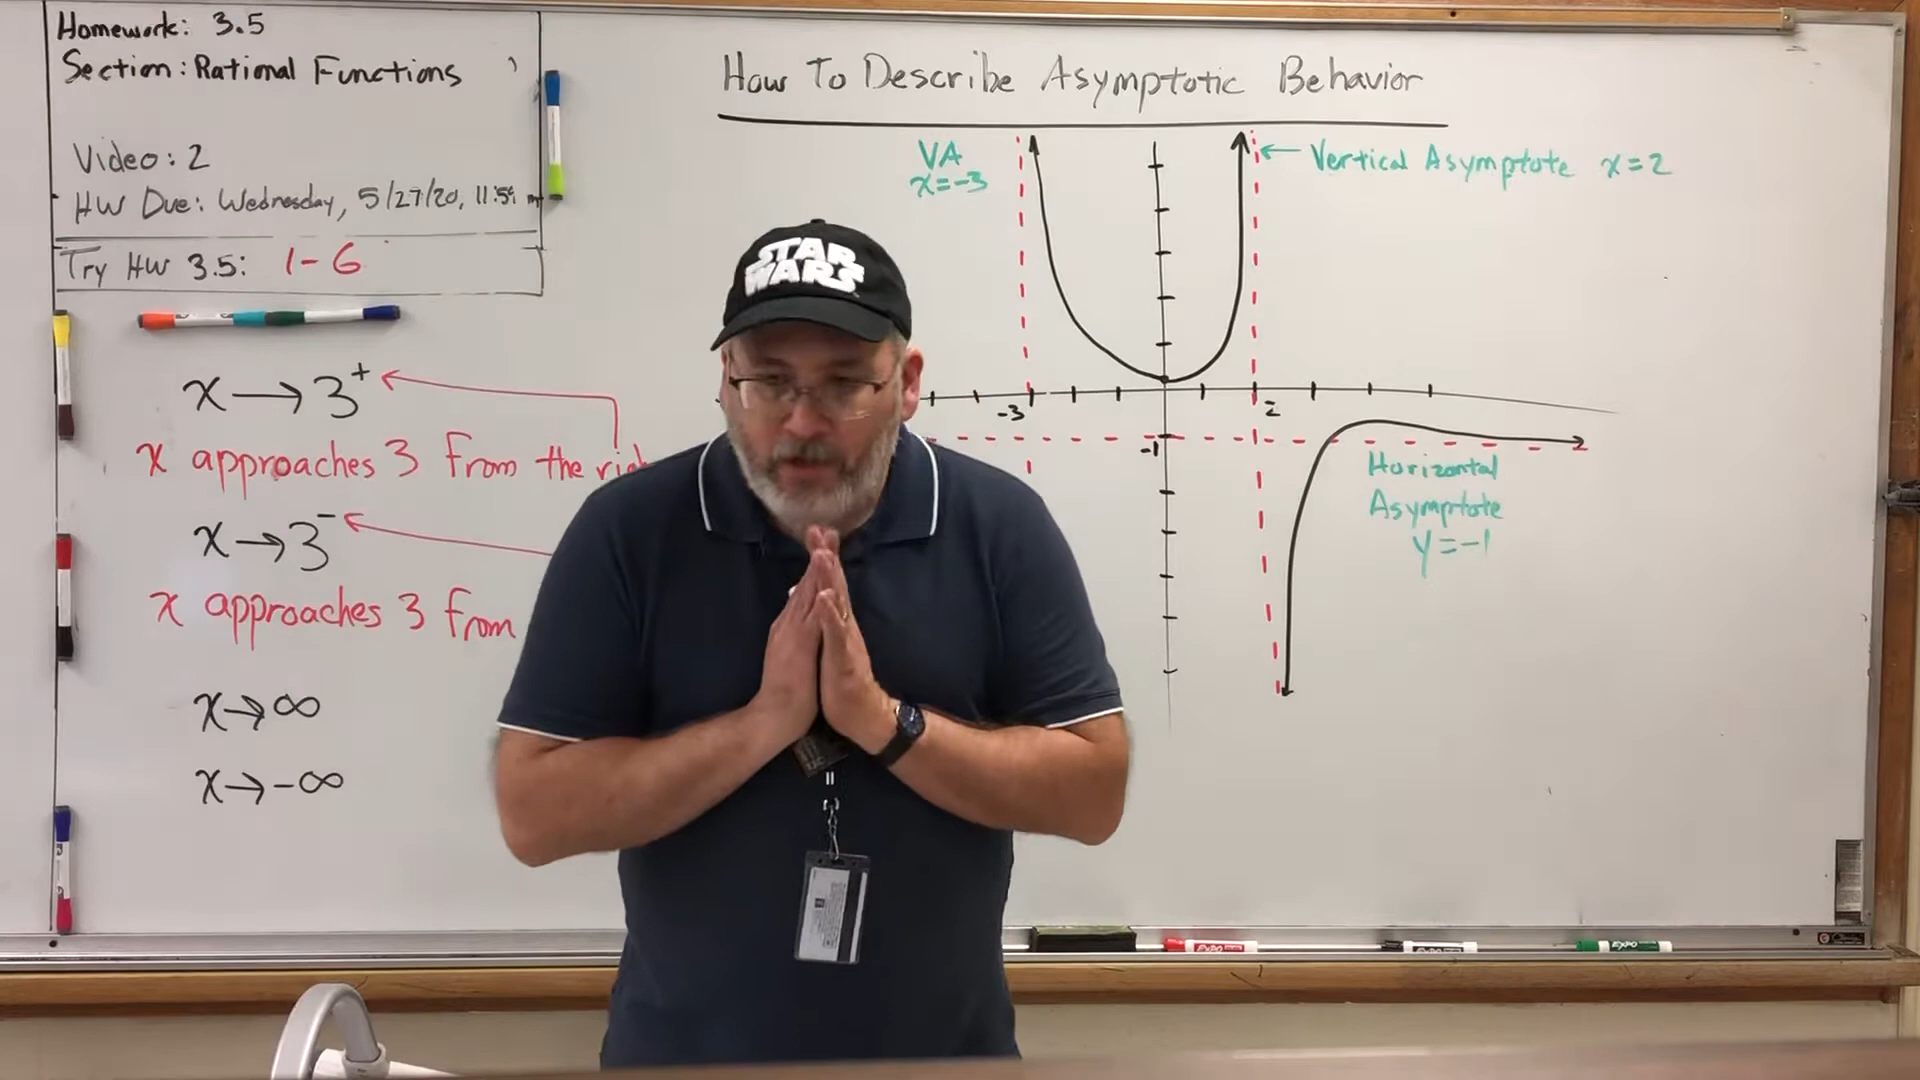 Homework: 3.5
Section: Rational Functions
Video: 2
HW Due: Wednesday, 5/27/20, 11:59
Try HW 3.5: 1-6
x → 3⁺
x approaches 3 from the
x → 3⁻
x approaches 3 from
x → ∞
x → -∞
How To Describe Asymptotic Behavior
VA
x=-3
← Vertical Asymptote x=2
-3
2
-1
Horizontal
Asymptote
y=-1
STAR
WARS
EXPO
EXPO